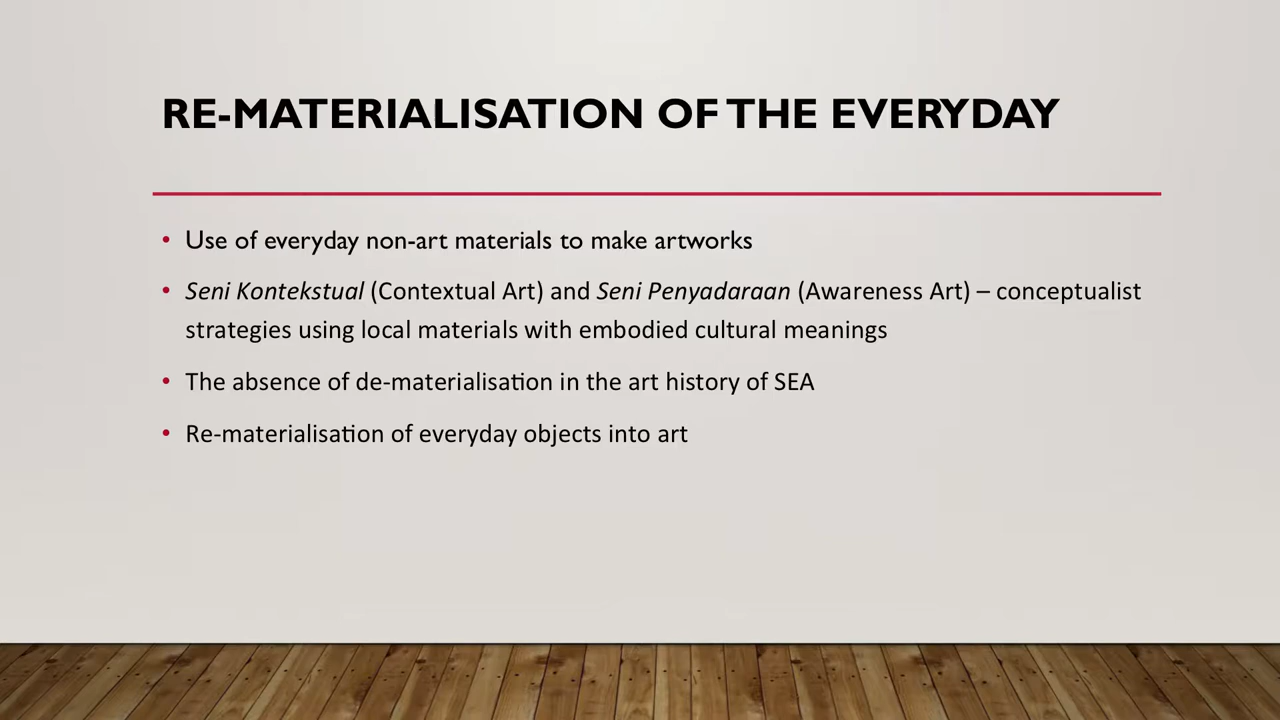 RE-MATERIALISATION OF THE EVERYDAY
• Use of everyday non-art materials to make artworks
• Seni Kontekstual (Contextual Art) and Seni Penyadaraan (Awareness Art) – conceptualist
strategies using local materials with embodied cultural meanings
• The absence of de-materialisation in the art history of SEA
• Re-materialisation of everyday objects into art